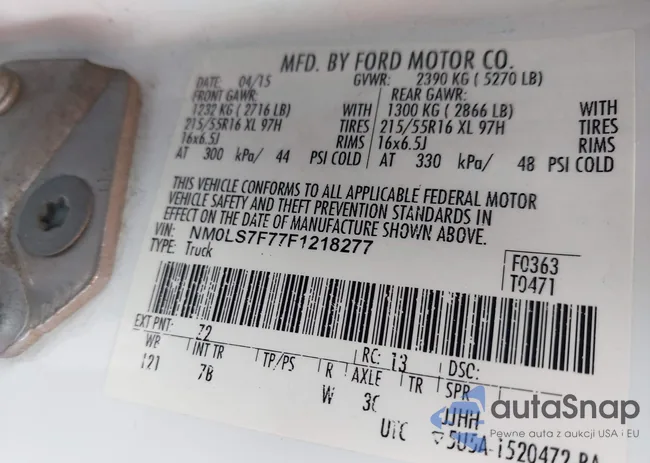 MFD. BY FORD MOTOR CO.
DATE: 04/15 GVWR: 2390 KG ( 5270 LB)
FRONT GAWR: REAR GAWR:
1232 KG ( 2716 LB) WITH 1300 KG ( 2866 LB) WITH
215/55R16 XL 97H TIRES 215/55R16 XL 97H TIRES
16x6.5J RIMS 16x6.5J RIMS
AT 300 kPa/ 44 PSI COLD AT 330 kPa/ 48 PSI COLD
THIS VEHICLE CONFORMS TO ALL APPLICABLE FEDERAL MOTOR
VEHICLE SAFETY AND THEFT PREVENTION STANDARDS IN
EFFECT ON THE DATE OF MANUFACTURE SHOWN ABOVE.
VIN: NM0LS7F77F1218277
TYPE: Truck
F0363
T0471
EXT PNT: Z2 RC: 13 DSO:
WB INT TR TP/PS R AXLE TR SPR
121 7B W 3C JJHH
UTC
autaSnap
Pewne auta z aukcji USA i EU